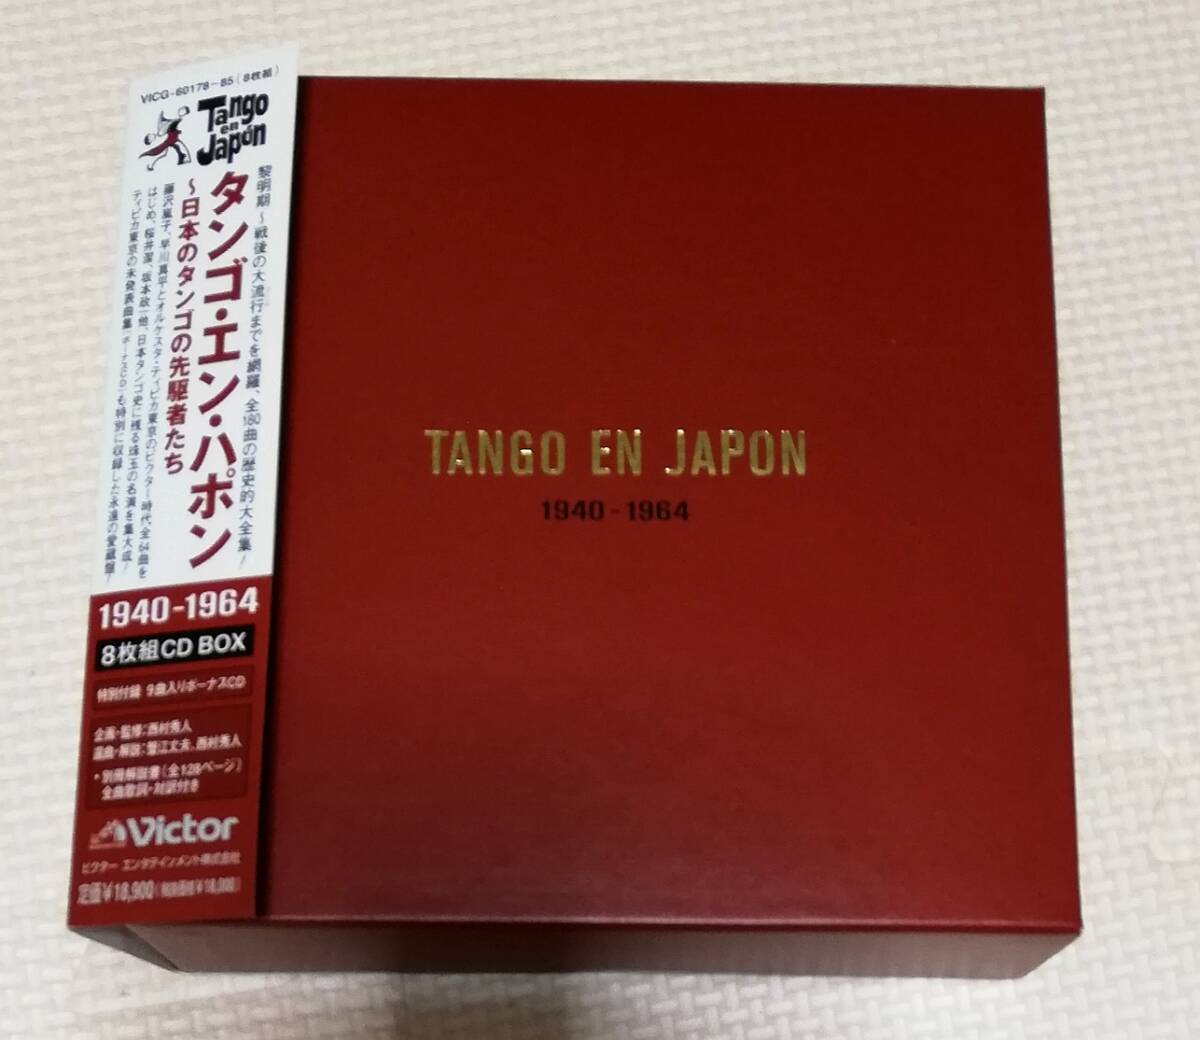 VICG-60178-85(8枚組)
Tango
en
Japón
タンゴ・エン・ハポン
〜日本のタンゴの先駆者たち
黎明期〜戦後の大流行までを網羅、全180曲の歴史的大全集!
藤沢嵐子、早川真平とオルケスタ・ティピカ東京のビクター時代全64曲を
はじめ、桜井潔、坂本政一他、日本タンゴ史に残る珠玉の名演を集大成!
ティピカ東京の未発表曲集(ボーナスCD)も特別に収録した永遠の愛蔵盤!
1940-1964
8枚組CD BOX
特別付録 9曲入りボーナスCD
企画・監修:西村秀人
選曲・解説:蟹江丈夫、西村秀人
・別冊解説書(全128ページ)
全曲歌詞・対訳付き
Victor
ビクター エンタテインメント株式会社
定価¥18,900(税抜価格¥18,000)
TANGO EN JAPON
1940-1964